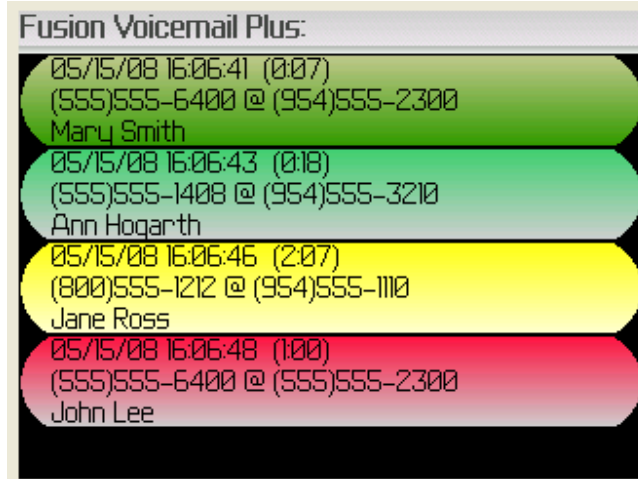 Fusion Voicemail Plus:
05/15/08 16:06:41 (0:07)
(555)555-6400 @ (954)555-2300
Mary Smith
05/15/08 16:06:43 (0:18)
(555)555-1408 @ (954)555-3210
Ann Hogarth
05/15/08 16:06:46 (2:07)
(800)555-1212 @ (954)555-1110
Jane Ross
05/15/08 16:06:48 (1:00)
(555)555-6400 @ (555)555-2300
John Lee